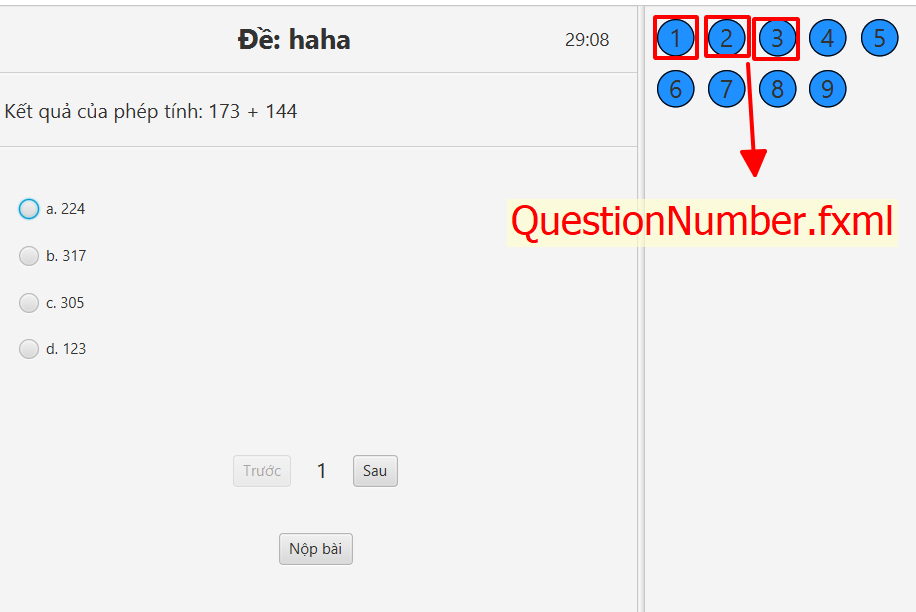 Đề: haha
29:08
Kết quả của phép tính: 173 + 144
a. 224
b. 317
c. 305
d. 123
Trước 1 Sau
Nộp bài
1 2 3 4 5
6 7 8 9
QuestionNumber.fxml